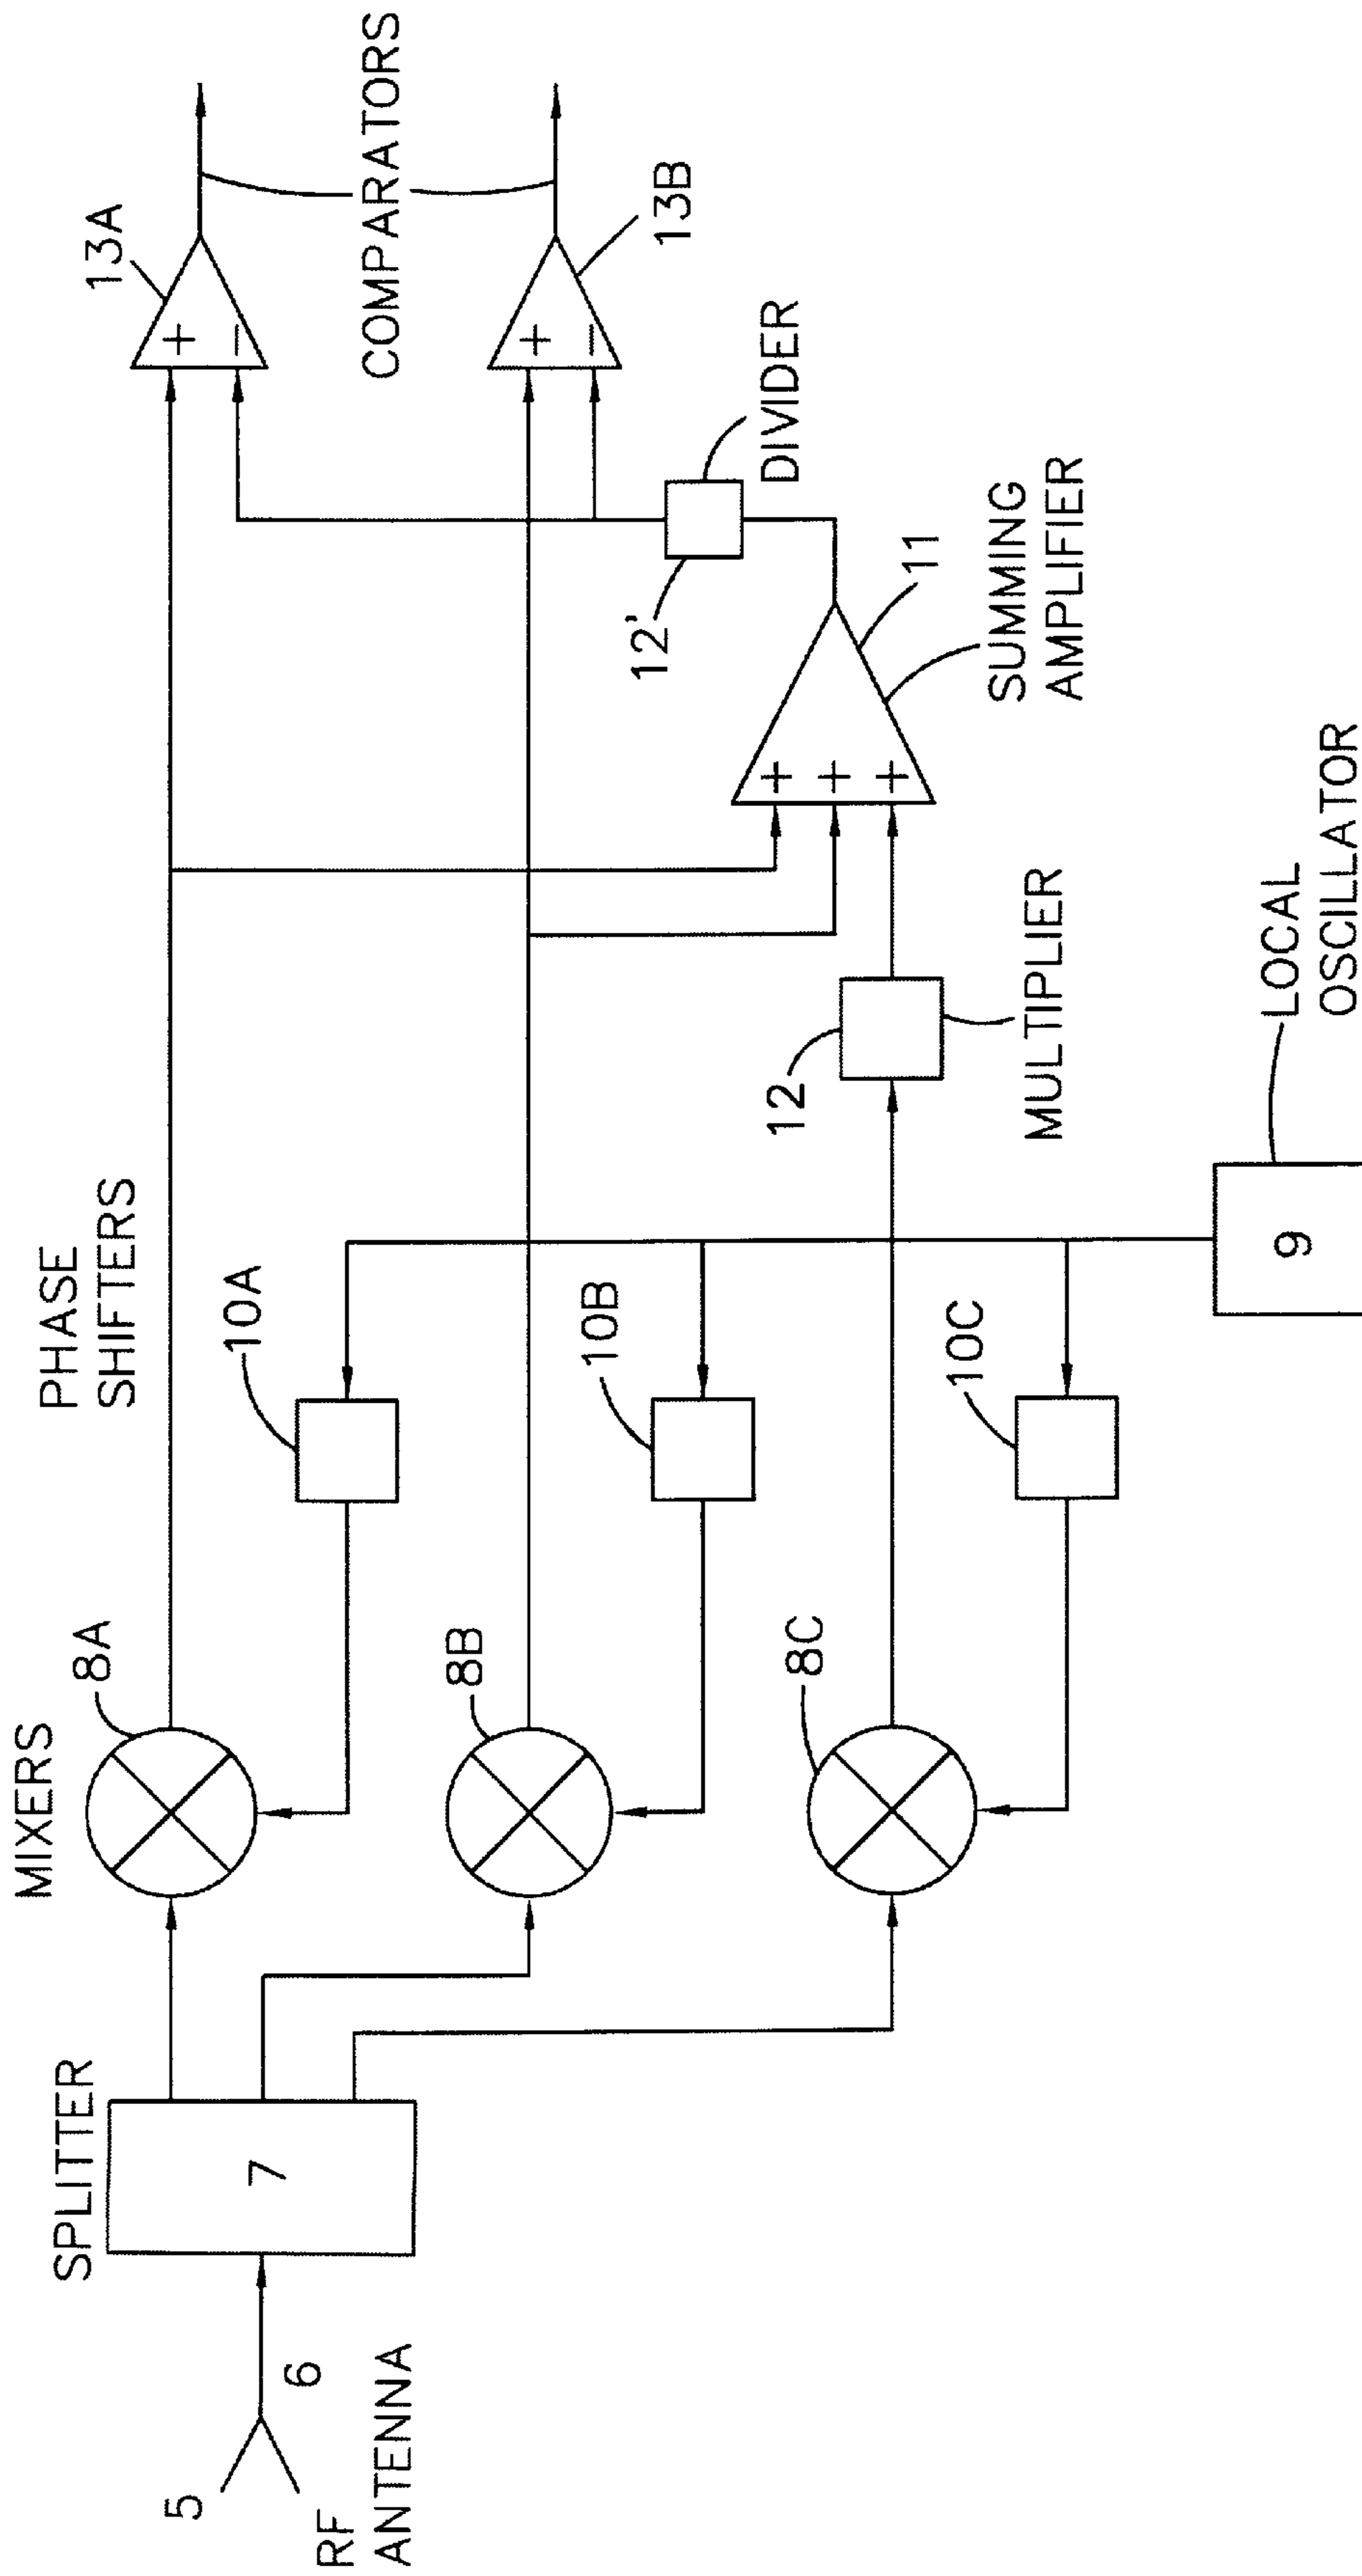 5
6
RF
ANTENNA
SPLITTER
7
MIXERS
8A
8B
8C
PHASE
SHIFTERS
10A
10B
10C
9
LOCAL
OSCILLATOR
12
MULTIPLIER
+
+
+
11
SUMMING
AMPLIFIER
12'
DIVIDER
13A
+
−
COMPARATORS
+
−
13B